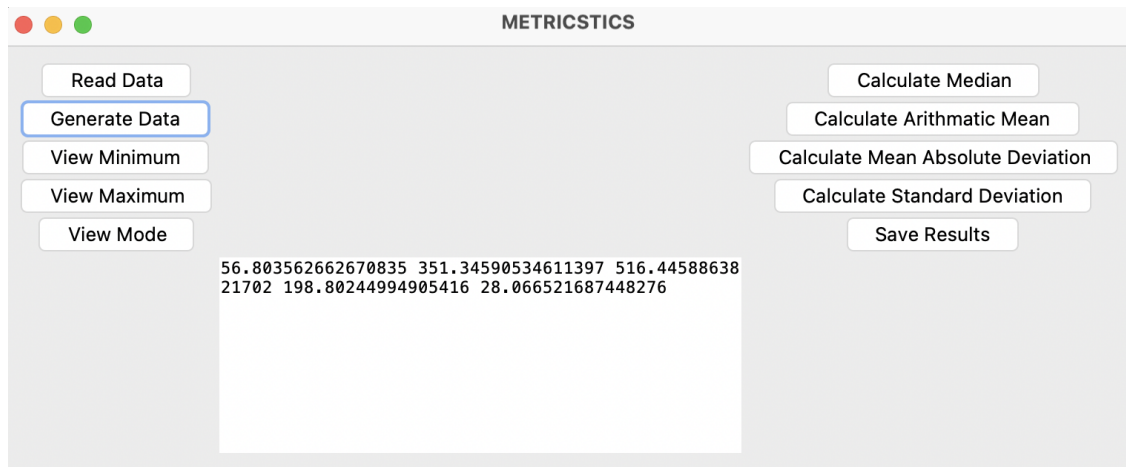 METRICSTICS
Read Data
Generate Data
View Minimum
View Maximum
View Mode
Calculate Median
Calculate Arithmatic Mean
Calculate Mean Absolute Deviation
Calculate Standard Deviation
Save Results
56.803562662670835 351.34590534611397 516.44588638
21702 198.80244994905416 28.066521687448276